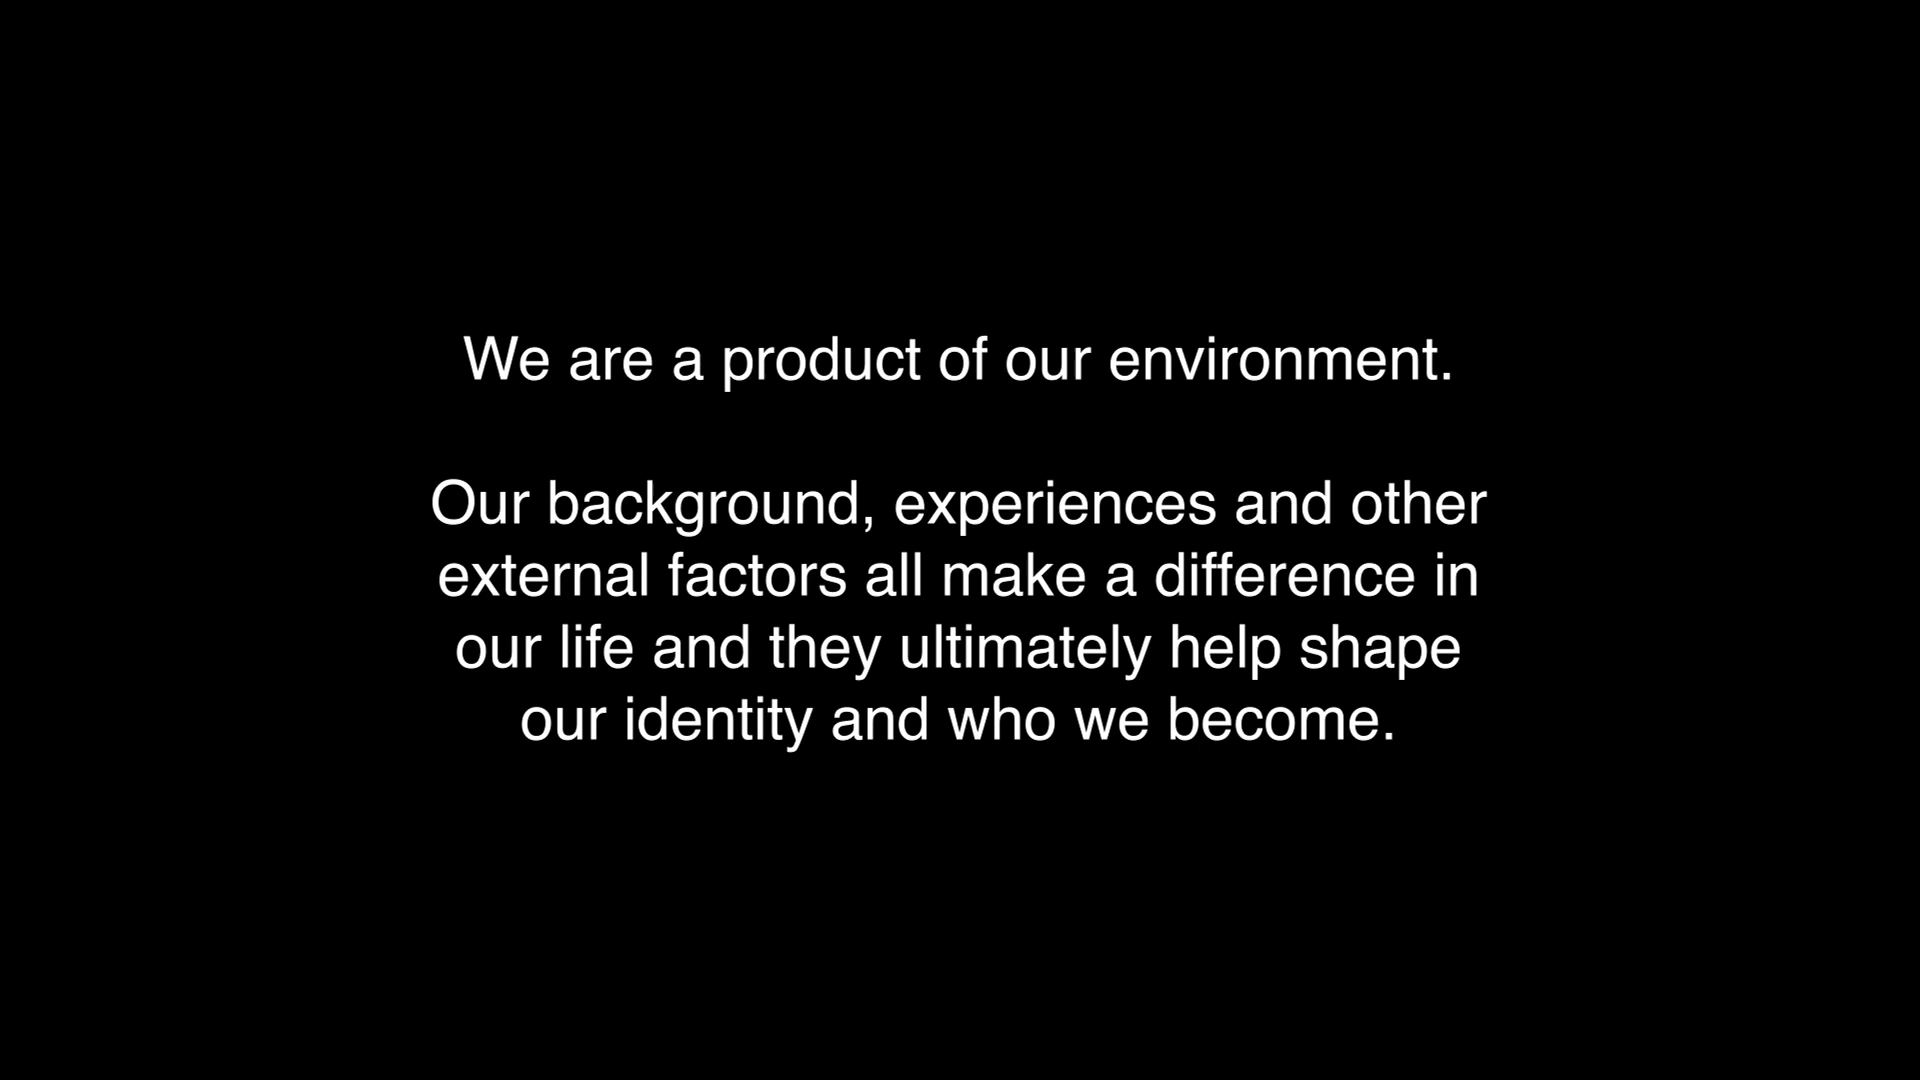 We are a product of our environment.
Our background, experiences and other
external factors all make a difference in
our life and they ultimately help shape
our identity and who we become.